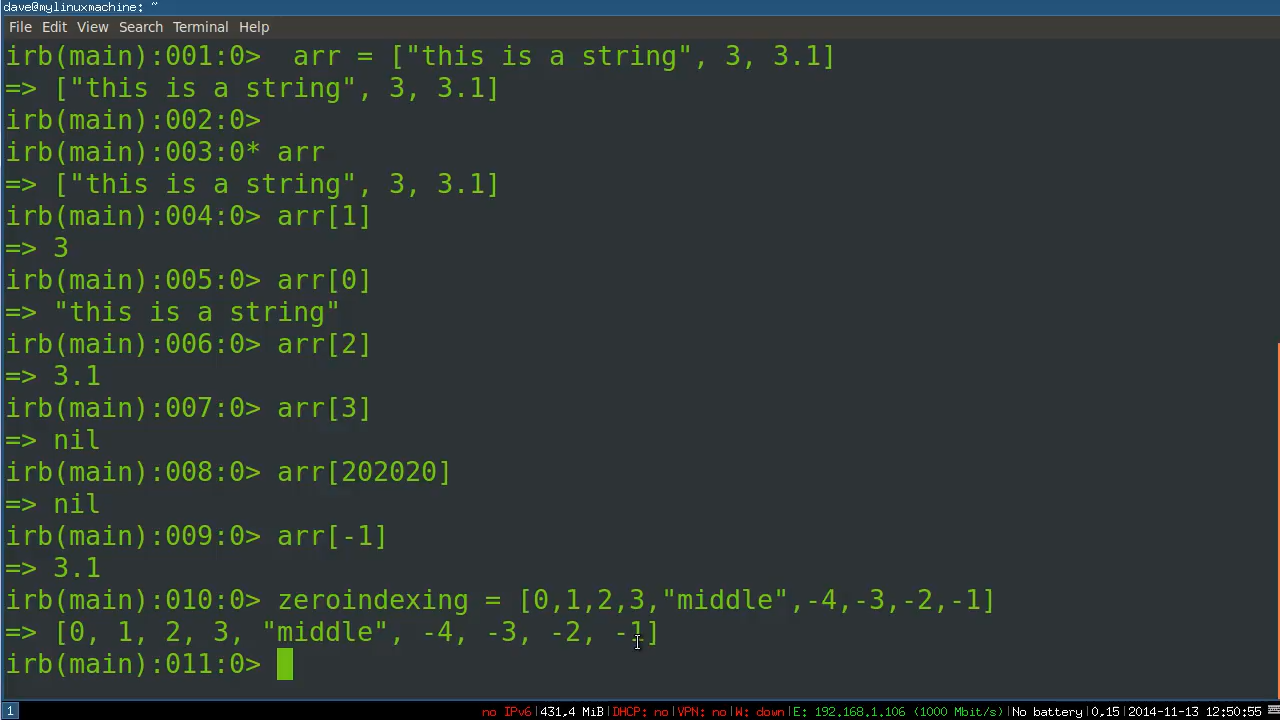 dave@mylinuxmachine: ~
File Edit View Search Terminal Help
irb(main):001:0>  arr = ["this is a string", 3, 3.1]
=> ["this is a string", 3, 3.1]
irb(main):002:0>
irb(main):003:0* arr
=> ["this is a string", 3, 3.1]
irb(main):004:0> arr[1]
=> 3
irb(main):005:0> arr[0]
=> "this is a string"
irb(main):006:0> arr[2]
=> 3.1
irb(main):007:0> arr[3]
=> nil
irb(main):008:0> arr[202020]
=> nil
irb(main):009:0> arr[-1]
=> 3.1
irb(main):010:0> zeroindexing = [0,1,2,3,"middle",-4,-3,-2,-1]
=> [0, 1, 2, 3, "middle", -4, -3, -2, -1]
irb(main):011:0>
1 no IPv6|431,4 MiB|DHCP: no|VPN: no|W: down|E: 192.168.1.106 (1000 Mbit/s)|No battery|0,15|2014-11-13 12:50:55